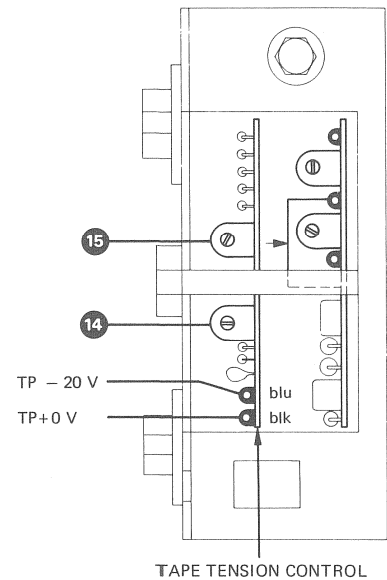 15
14
TP – 20 V
blu
TP+0 V
blk
TAPE TENSION CONTROL